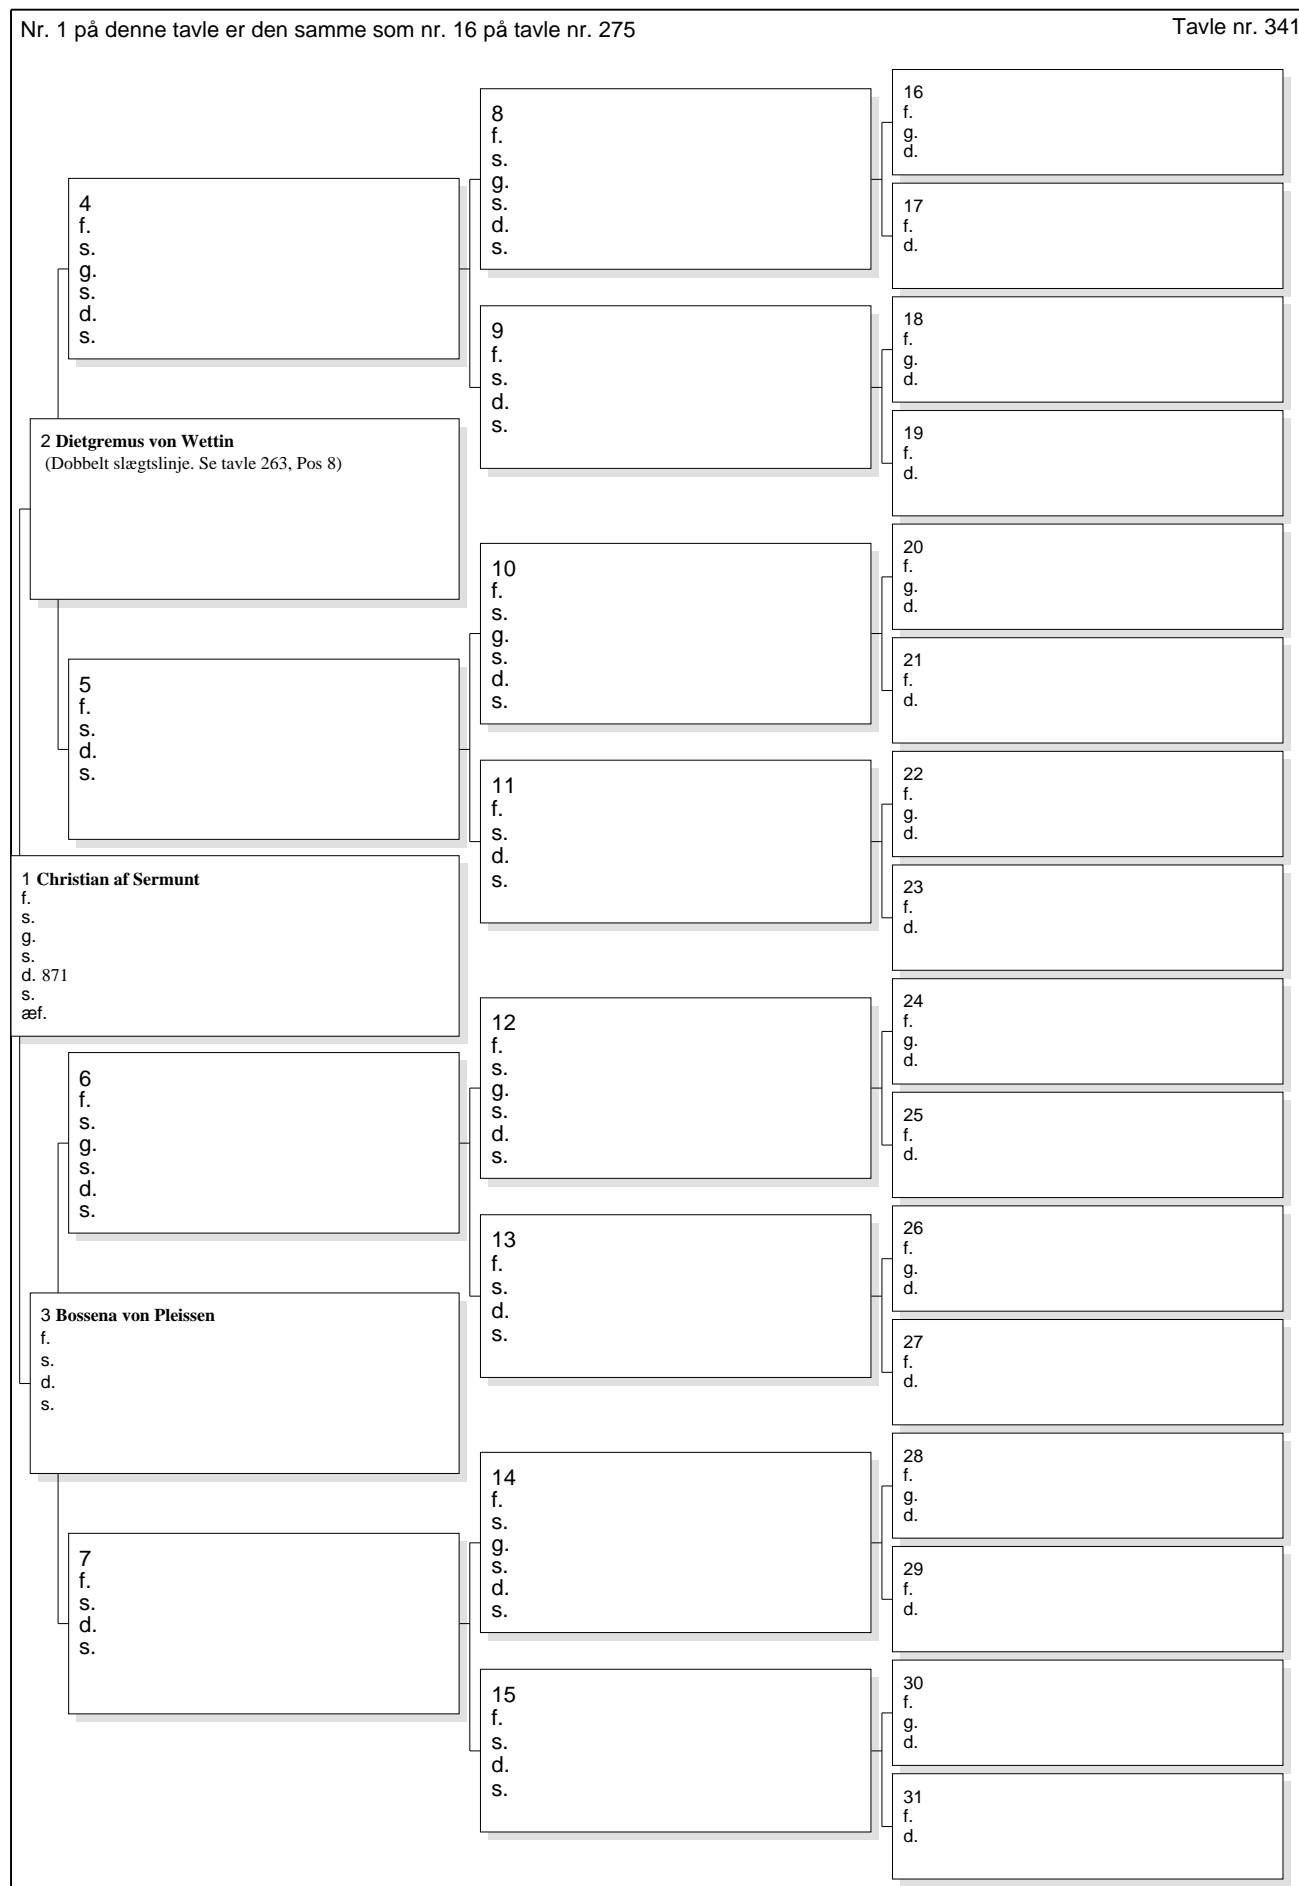 Nr. 1 på denne tavle er den samme som nr. 16 på tavle nr. 275
Tavle nr. 341
4
f.
s.
g.
s.
d.
s.
2 Dietgremus von Wettin
(Dobbelt slægtslinje. Se tavle 263, Pos 8)
5
f.
s.
d.
s.
1 Christian af Sermunt
f.
s.
g.
s.
d. 871
s.
æf.
6
f.
s.
g.
s.
d.
s.
3 Bossena von Pleissen
f.
s.
d.
s.
7
f.
s.
d.
s.
8
f.
s.
g.
s.
d.
s.
9
f.
s.
d.
s.
10
f.
s.
g.
s.
d.
s.
11
f.
s.
d.
s.
12
f.
s.
g.
s.
d.
s.
13
f.
s.
d.
s.
14
f.
s.
g.
s.
d.
s.
15
f.
s.
d.
s.
16
f.
g.
d.
17
f.
d.
18
f.
g.
d.
19
f.
d.
20
f.
g.
d.
21
f.
d.
22
f.
g.
d.
23
f.
d.
24
f.
g.
d.
25
f.
d.
26
f.
g.
d.
27
f.
d.
28
f.
g.
d.
29
f.
d.
30
f.
g.
d.
31
f.
d.